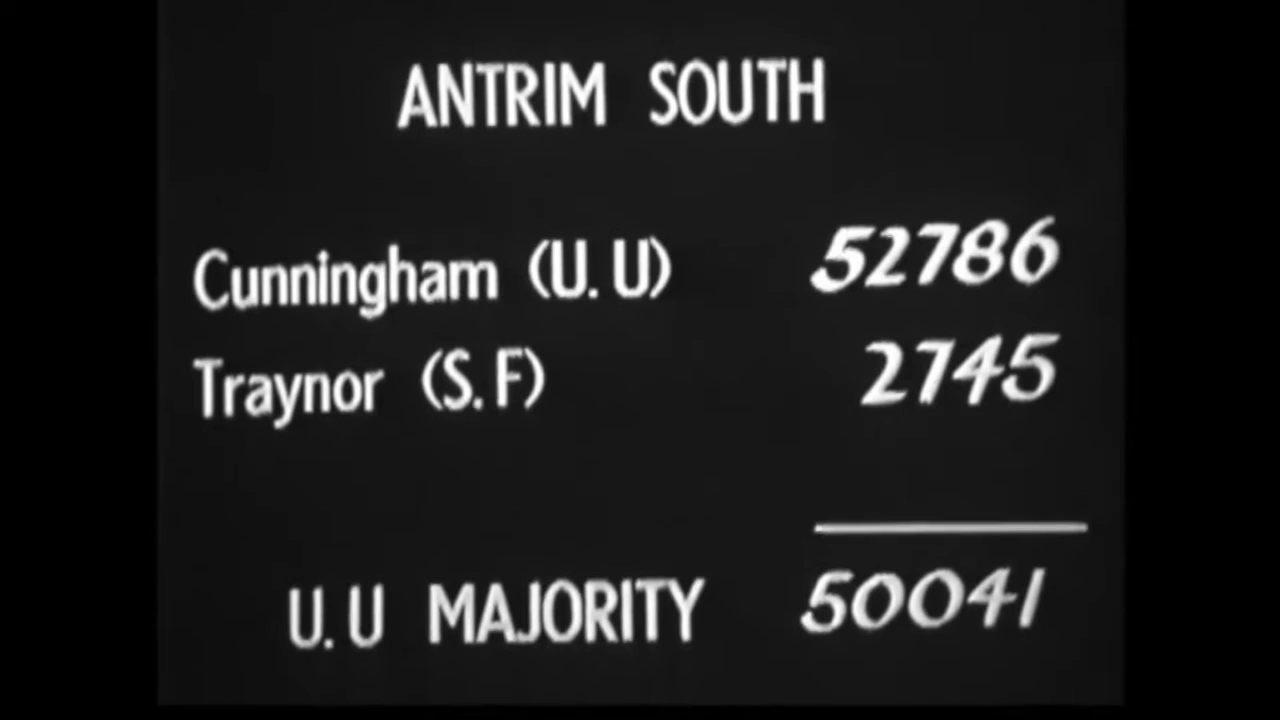 ANTRIM SOUTH
Cunningham (U. U) 52786
Traynor (S. F) 2745
U. U MAJORITY 50041